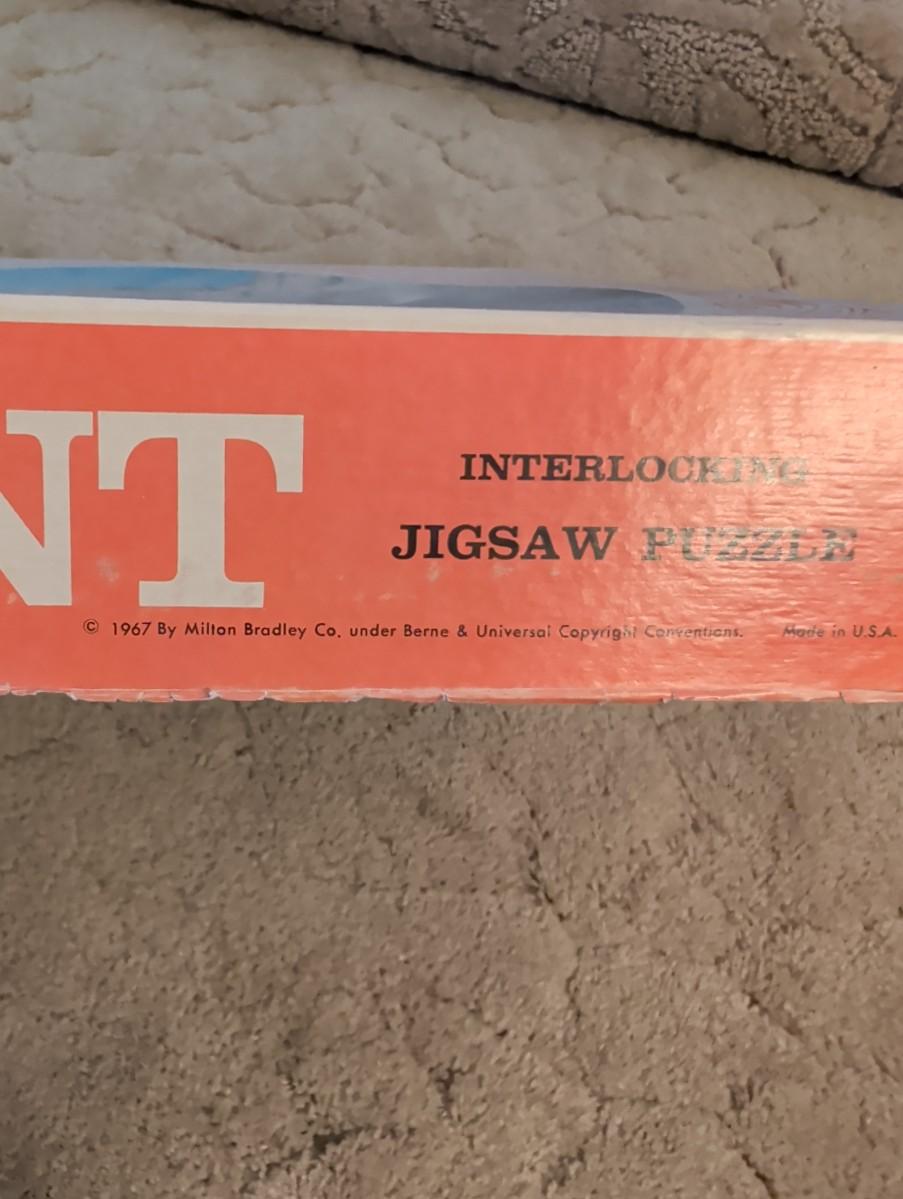 NT
INTERLOCKING
JIGSAW PUZZLE
© 1967 By Milton Bradley Co. under Berne & Universal Copyright Conventions. Made in U.S.A.